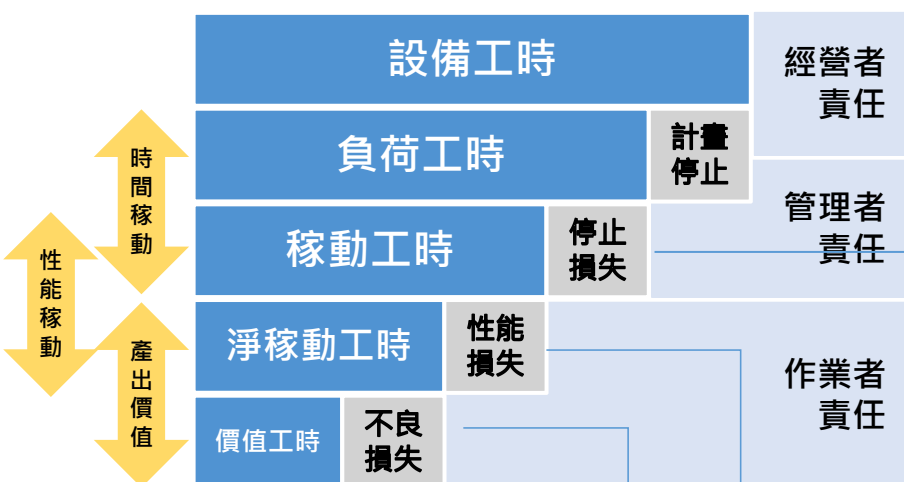 設備工時
經營者
責任
負荷工時
計畫
停止
時間稼動
管理者
責任
稼動工時
停止
損失
性能稼動
淨稼動工時
性能
損失
產出價值
作業者
責任
價值工時
不良
損失